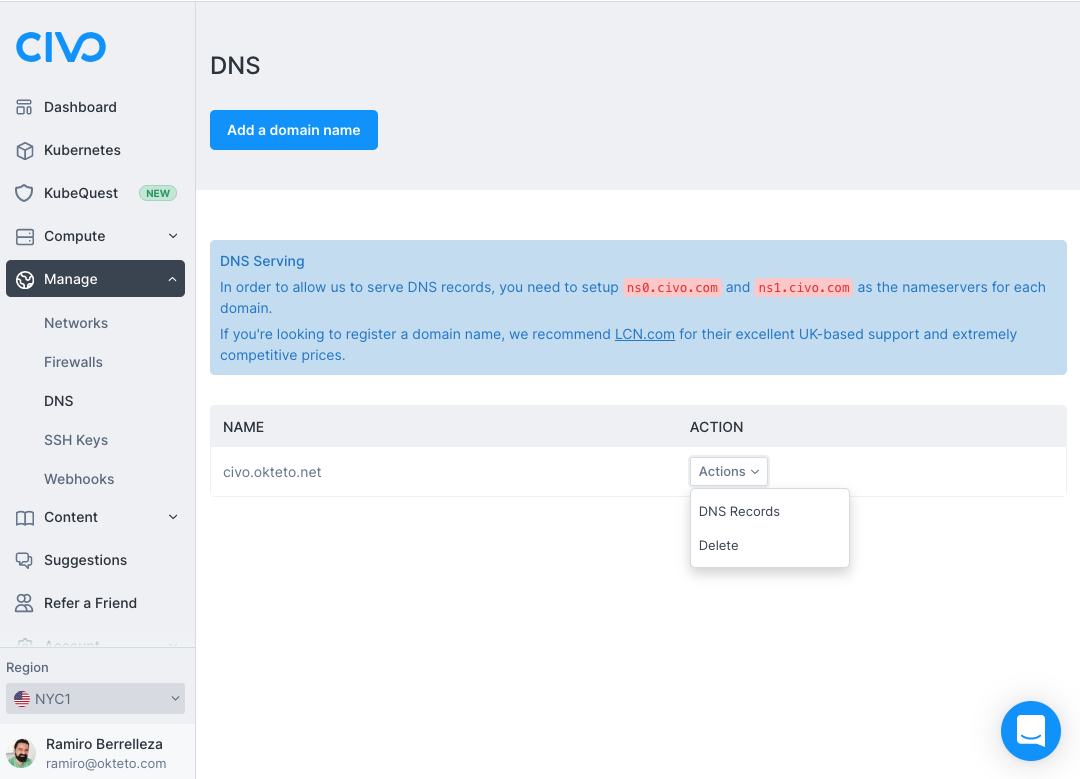 CIVO
Dashboard
Kubernetes
KubeQuest NEW
Compute
Manage
Networks
Firewalls
DNS
SSH Keys
Webhooks
Content
Suggestions
Refer a Friend
Account
Region
NYC1
Ramiro Berrelleza
ramiro@okteto.com
DNS
Add a domain name
DNS Serving
In order to allow us to serve DNS records, you need to setup ns0.civo.com and ns1.civo.com as the nameservers for each
domain.
If you're looking to register a domain name, we recommend LCN.com for their excellent UK-based support and extremely
competitive prices.
NAME ACTION
civo.okteto.net Actions
DNS Records
Delete